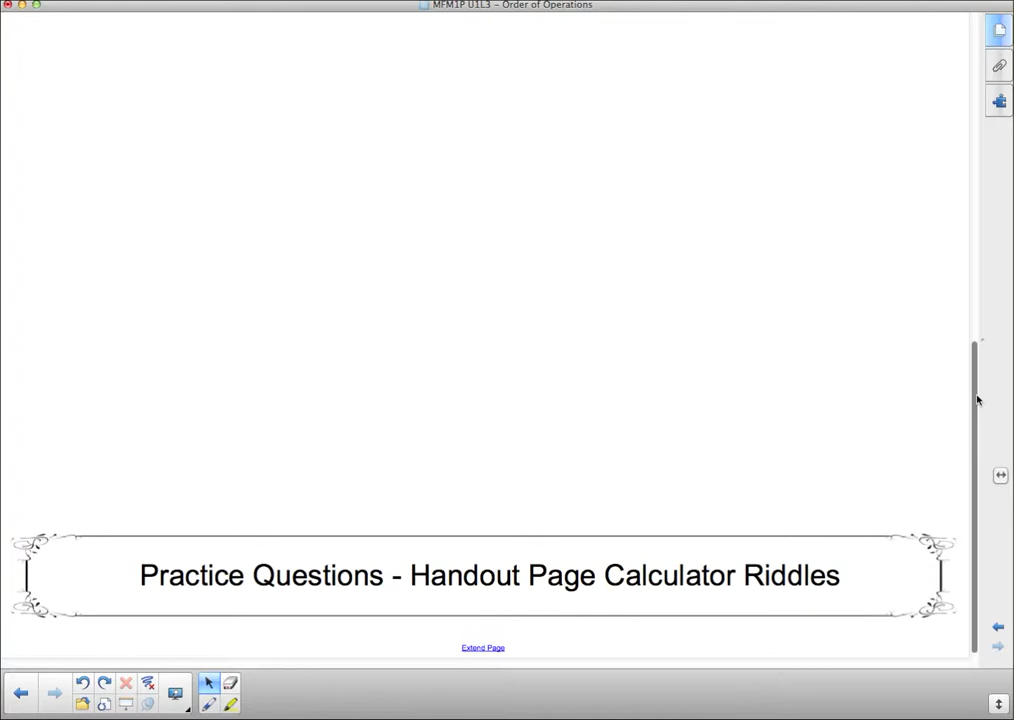 MFM1P U1L3 – Order of Operations
Practice Questions - Handout Page Calculator Riddles
Extend Page